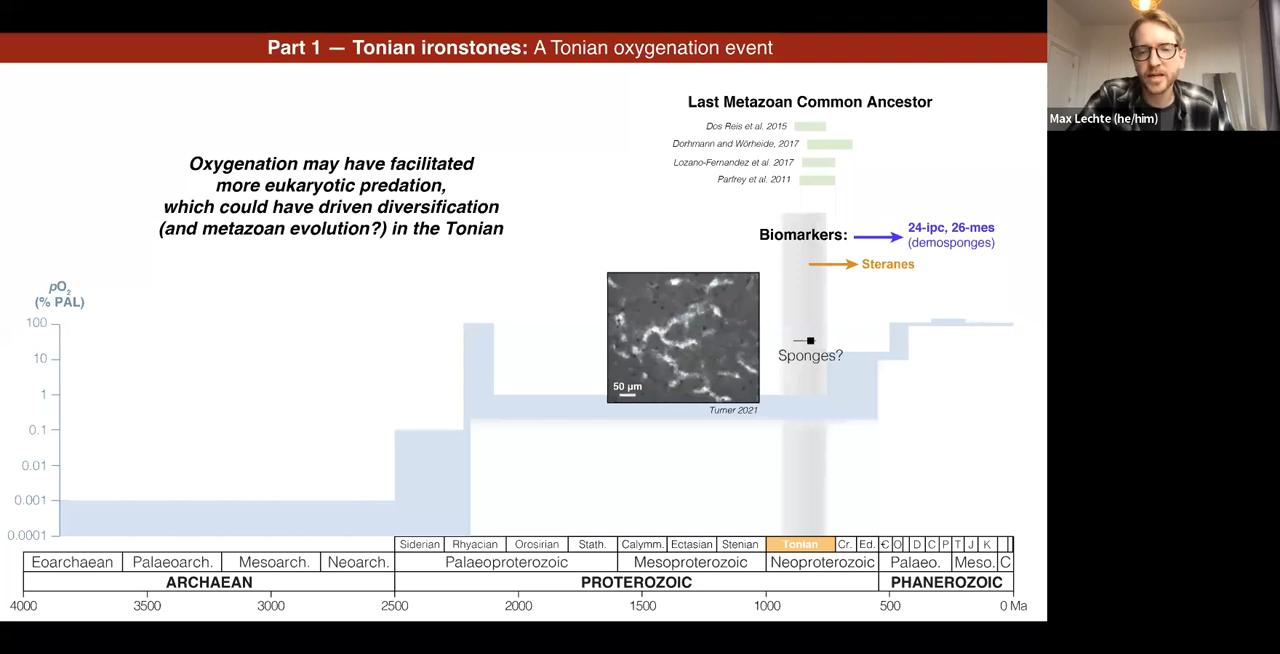 Part 1 — Tonian ironstones: A Tonian oxygenation event
Max Lechte (he/him)
Last Metazoan Common Ancestor
Dos Reis et al. 2015
Dorhmann and Wörheide, 2017
Lozano-Fernandez et al. 2017
Parfrey et al. 2011
Oxygenation may have facilitated
more eukaryotic predation,
which could have driven diversification
(and metazoan evolution?) in the Tonian
Biomarkers:
24-ipc, 26-mes
(demosponges)
Steranes
pO2
(% PAL)
100
10
1
0.1
0.01
0.001
0.0001
50 µm
Turner 2021
Sponges?
Siderian Rhyacian Orosirian Stath. Calymm. Ectasian Stenian Tonian Cr. Ed. Є O D C P T J K
Eoarchaean Palaeoarch. Mesoarch. Neoarch. Palaeoproterozoic Mesoproterozoic Neoproterozoic Palaeo. Meso. C
ARCHAEAN PROTEROZOIC PHANEROZOIC
4000 3500 3000 2500 2000 1500 1000 500 0 Ma